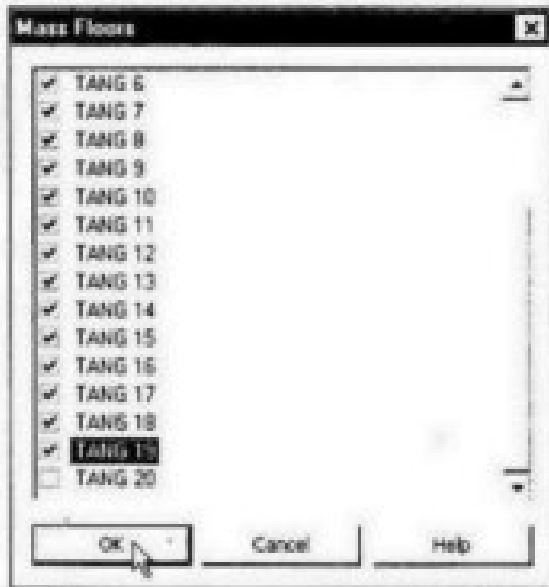 Mass Floors
TANG 6
TANG 7
TANG 8
TANG 9
TANG 10
TANG 11
TANG 12
TANG 13
TANG 14
TANG 15
TANG 16
TANG 17
TANG 18
TANG 19
TANG 20
OK Cancel Help